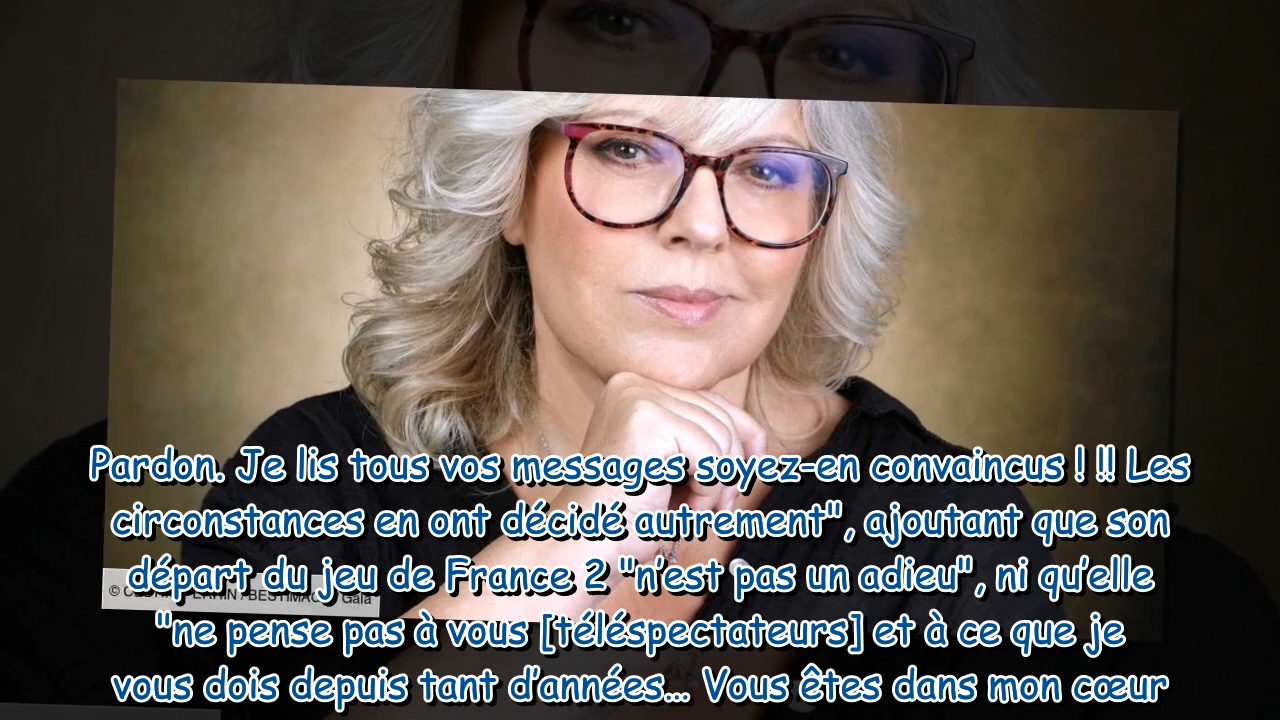 Pardon. Je lis tous vos messages soyez-en convaincus ! !! Les
circonstances en ont décidé autrement", ajoutant que son
départ du jeu de France 2 "n'est pas un adieu", ni qu'elle
"ne pense pas à vous [téléspectateurs] et à ce que je
vous dois depuis tant d'années... Vous êtes dans mon cœur
© Gala